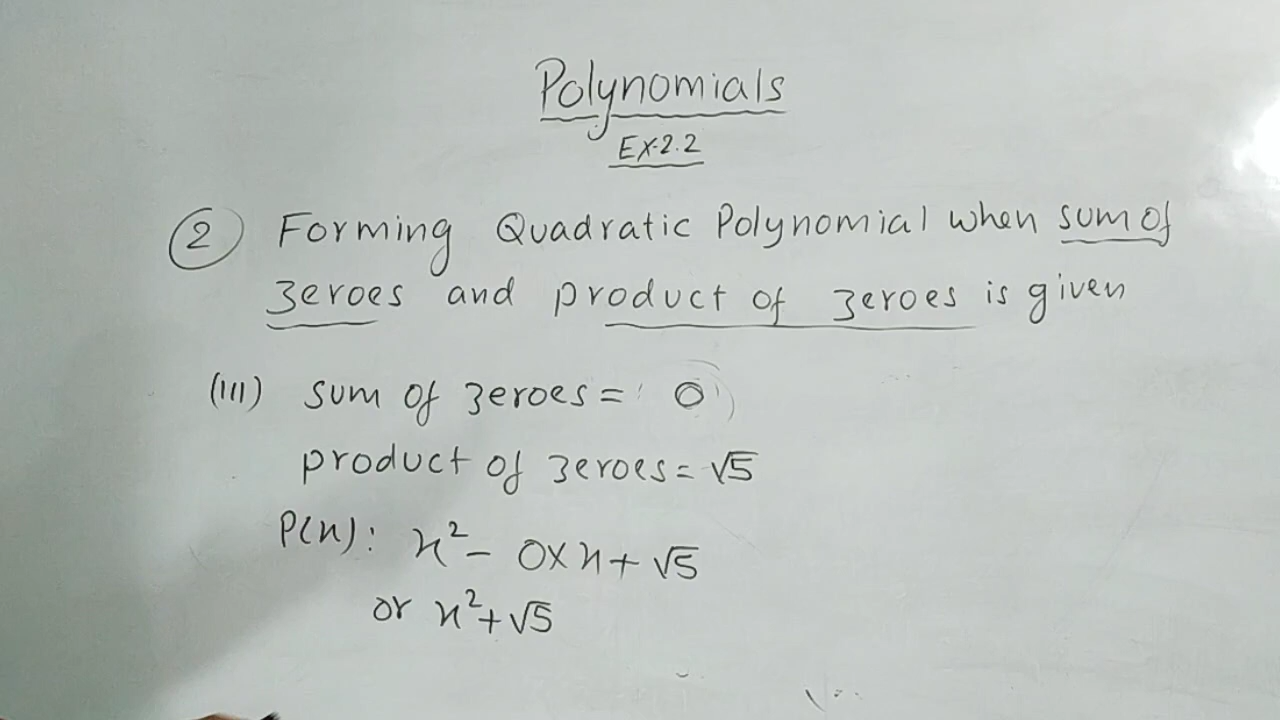 Polynomials
EX-2.2
② Forming Quadratic Polynomial when sum of
zeroes and product of zeroes is given
(III) sum of zeroes = 0
product of zeroes = √5
P(x): x² - 0×x + √5
or x² + √5